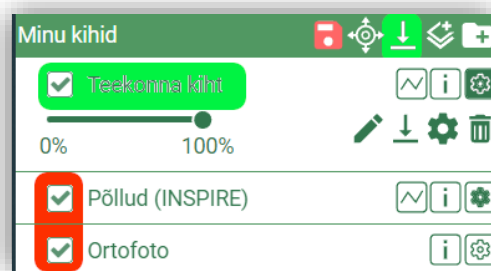 Minu kihid
Teekonna kiht
0% 100%
Põllud (INSPIRE)
Ortofoto